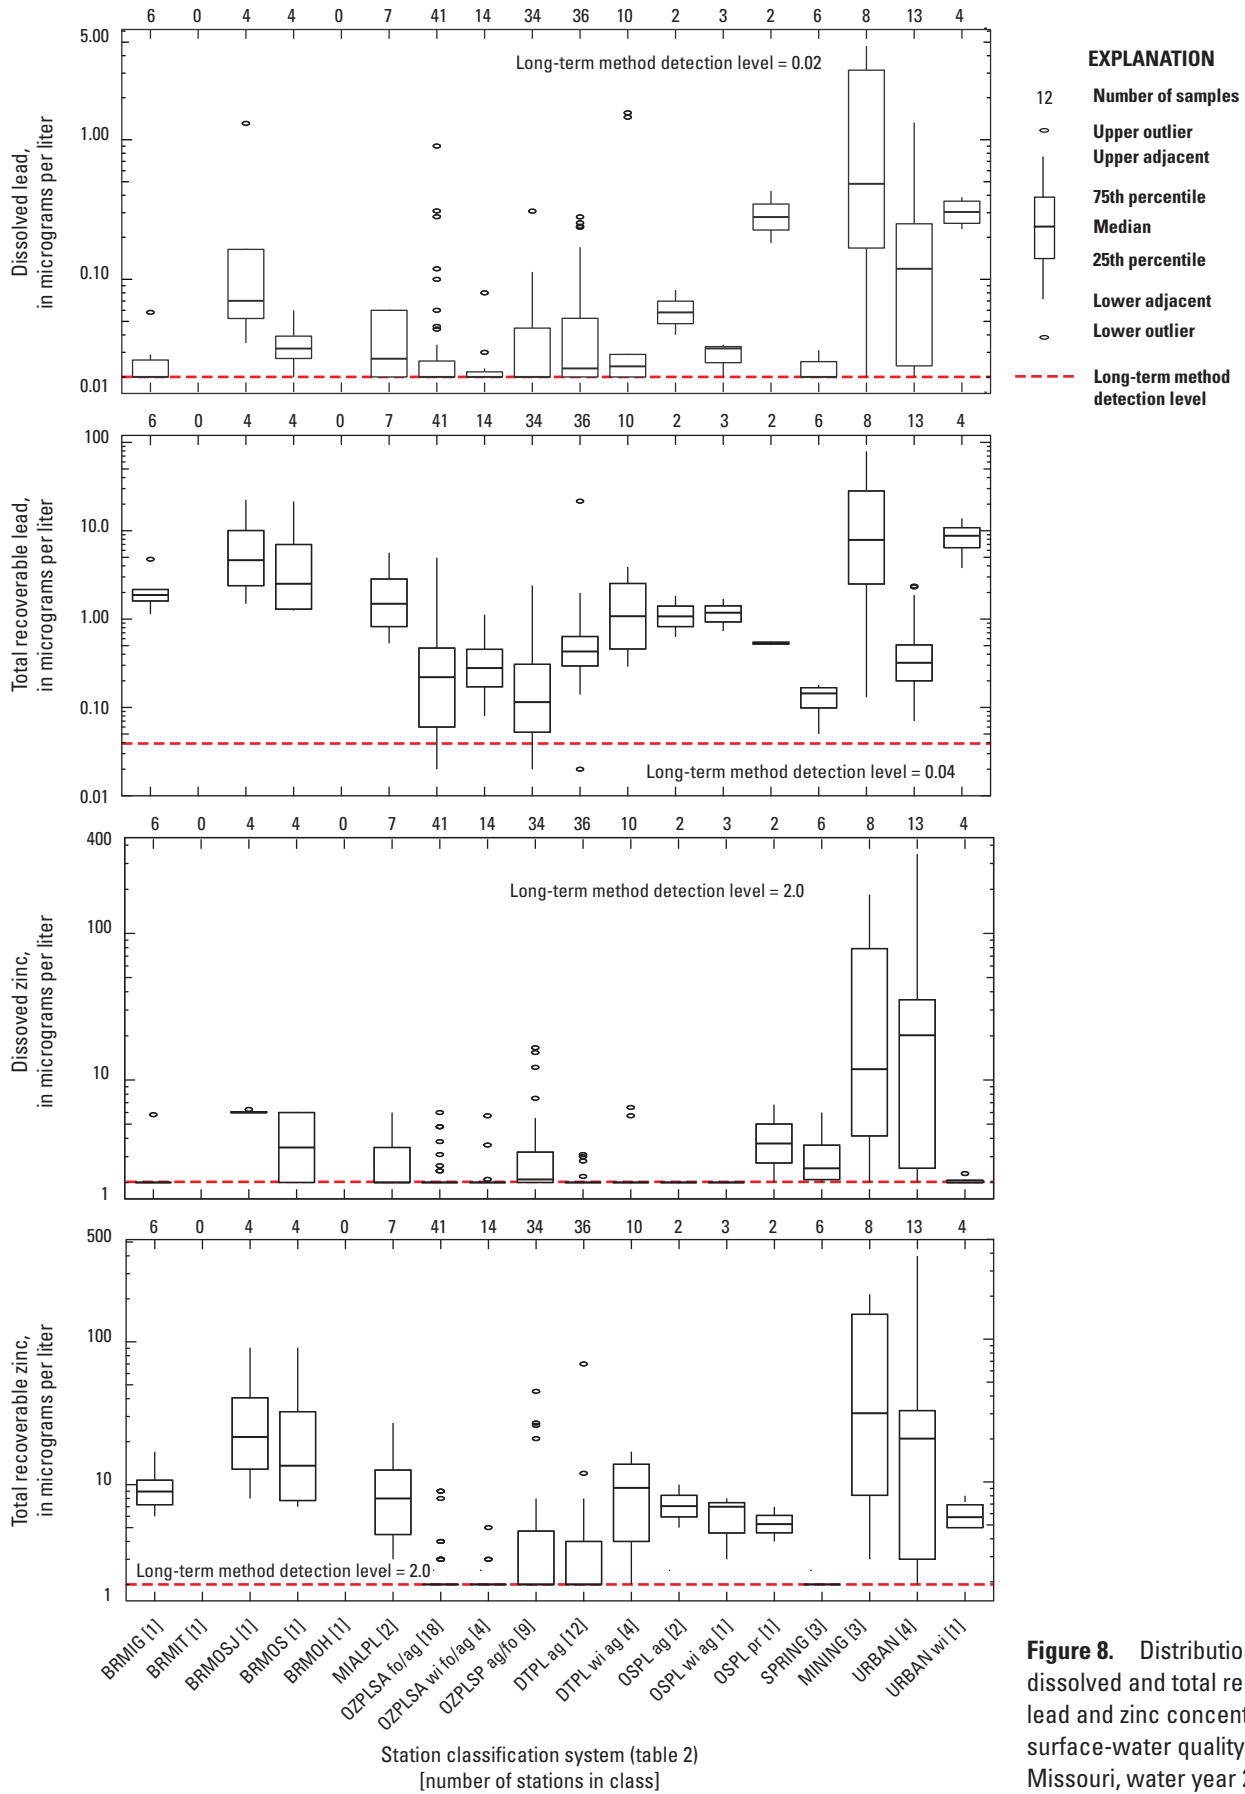 6 0 4 4 0 7 41 14 34 36 10 2 3 2 6 8 13 4
Dissolved lead,
in micrograms per liter
5.00
1.00
0.10
0.01
Long-term method detection level = 0.02
EXPLANATION
12 Number of samples
Upper outlier
Upper adjacent
75th percentile
Median
25th percentile
Lower adjacent
Lower outlier
Long-term method
detection level
6 0 4 4 0 7 41 14 34 36 10 2 3 2 6 8 13 4
Total recoverable lead,
in micrograms per liter
100
10.0
1.00
0.10
0.01
Long-term method detection level = 0.04
6 0 4 4 0 7 41 14 34 36 10 2 3 2 6 8 13 4
Dissoved zinc,
in micrograms per liter
400
100
10
1
Long-term method detection level = 2.0
6 0 4 4 0 7 41 14 34 36 10 2 3 2 6 8 13 4
Total recoverable zinc,
in micrograms per liter
500
100
10
1
Long-term method detection level = 2.0
BRMIG [1]
BRMIT [1]
BRMOSJ [1]
BRMOS [1]
BRMOH [1]
MIALPL [2]
OZPLSA fo/ag [18]
OZPLSA wi fo/ag [4]
OZPLSP ag/fo [9]
DTPL ag [12]
DTPL wi ag [4]
OSPL ag [2]
OSPL wi ag [1]
OSPL pr [1]
SPRING [3]
MINING [3]
URBAN [4]
URBAN wi [1]
Station classification system (table 2)
[number of stations in class]
Figure 8. Distribution
dissolved and total re
lead and zinc concent
surface-water quality
Missouri, water year 2